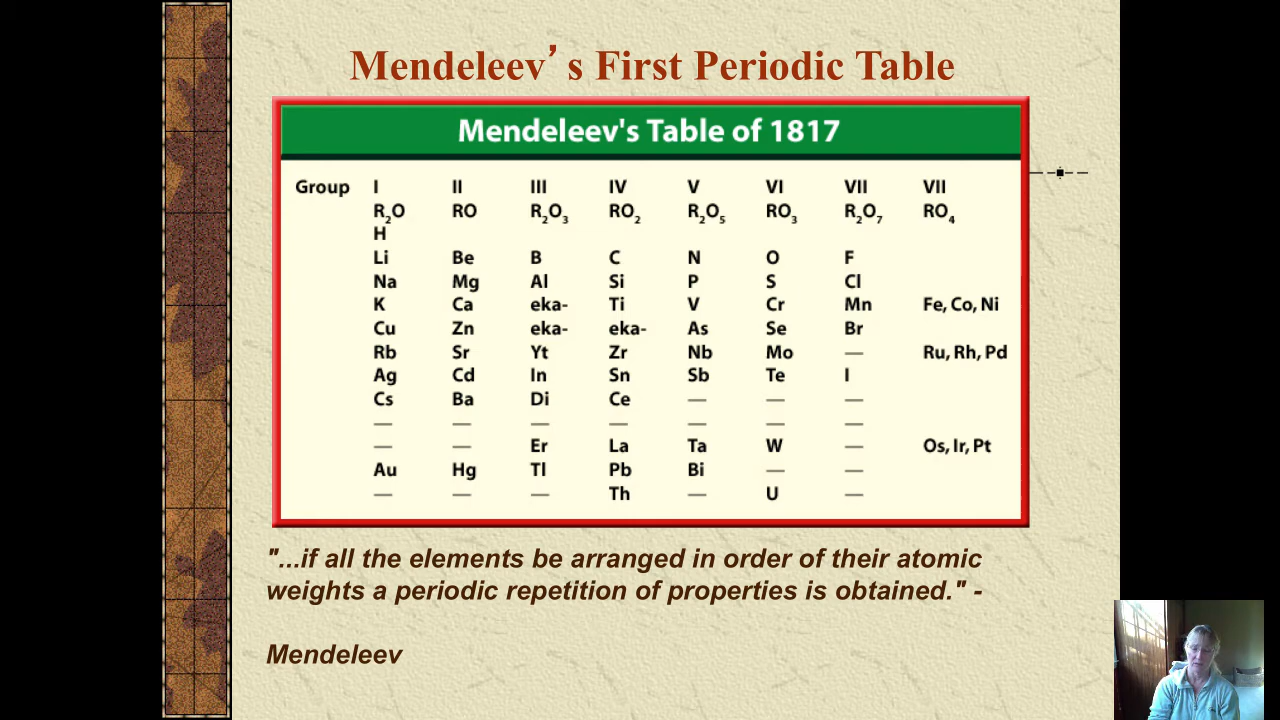 Mendeleev’s First Periodic Table
Mendeleev's Table of 1817
Group I II III IV V VI VII VII
R₂O RO R₂O₃ RO₂ R₂O₅ RO₃ R₂O₇ RO₄
H
Li Be B C N O F
Na Mg Al Si P S Cl
K Ca eka- Ti V Cr Mn Fe, Co, Ni
Cu Zn eka- eka- As Se Br
Rb Sr Yt Zr Nb Mo — Ru, Rh, Pd
Ag Cd In Sn Sb Te I
Cs Ba Di Ce — — —
— — — — — — —
— — Er La Ta W — Os, Ir, Pt
Au Hg Tl Pb Bi — —
— — — Th — U —
"...if all the elements be arranged in order of their atomic
weights a periodic repetition of properties is obtained." -
Mendeleev